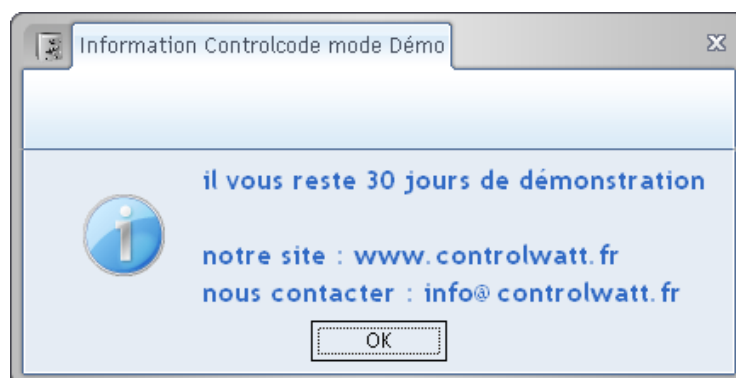 Information Controlcode mode Démo
il vous reste 30 jours de démonstration
notre site : www.controlwatt.fr
nous contacter : info@controlwatt.fr
OK